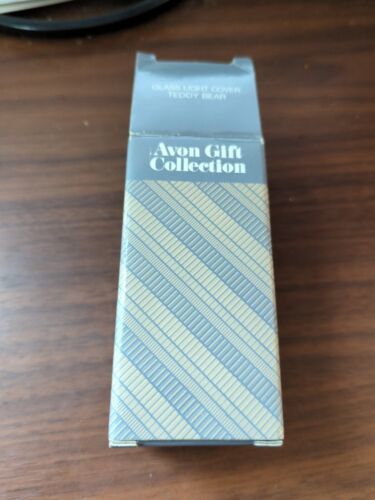 GLASS LIGHT COVER
TEDDY BEAR
Avon Gift
Collection